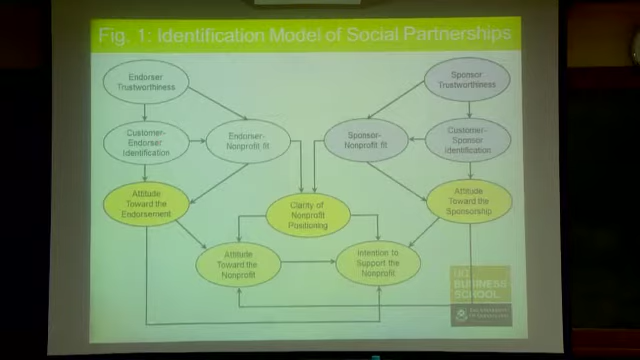 Fig. 1: Identification Model of Social Partnerships
Endorser
Trustworthiness
Sponsor
Trustworthiness
Customer-
Endorser
Identification
Endorser-
Nonprofit fit
Sponsor-
Nonprofit fit
Customer-
Sponsor
Identification
Attitude
Toward the
Endorsement
Clarity of
Nonprofit
Positioning
Attitude
Toward the
Sponsorship
Attitude
Toward the
Nonprofit
Intention to
Support the
Nonprofit
BUSINESS
SCHOOL